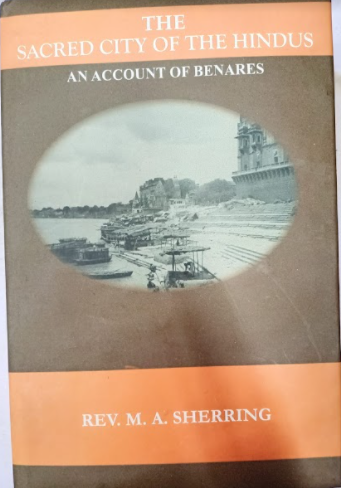 THE
SACRED CITY OF THE HINDUS
AN ACCOUNT OF BENARES
REV. M. A. SHERRING